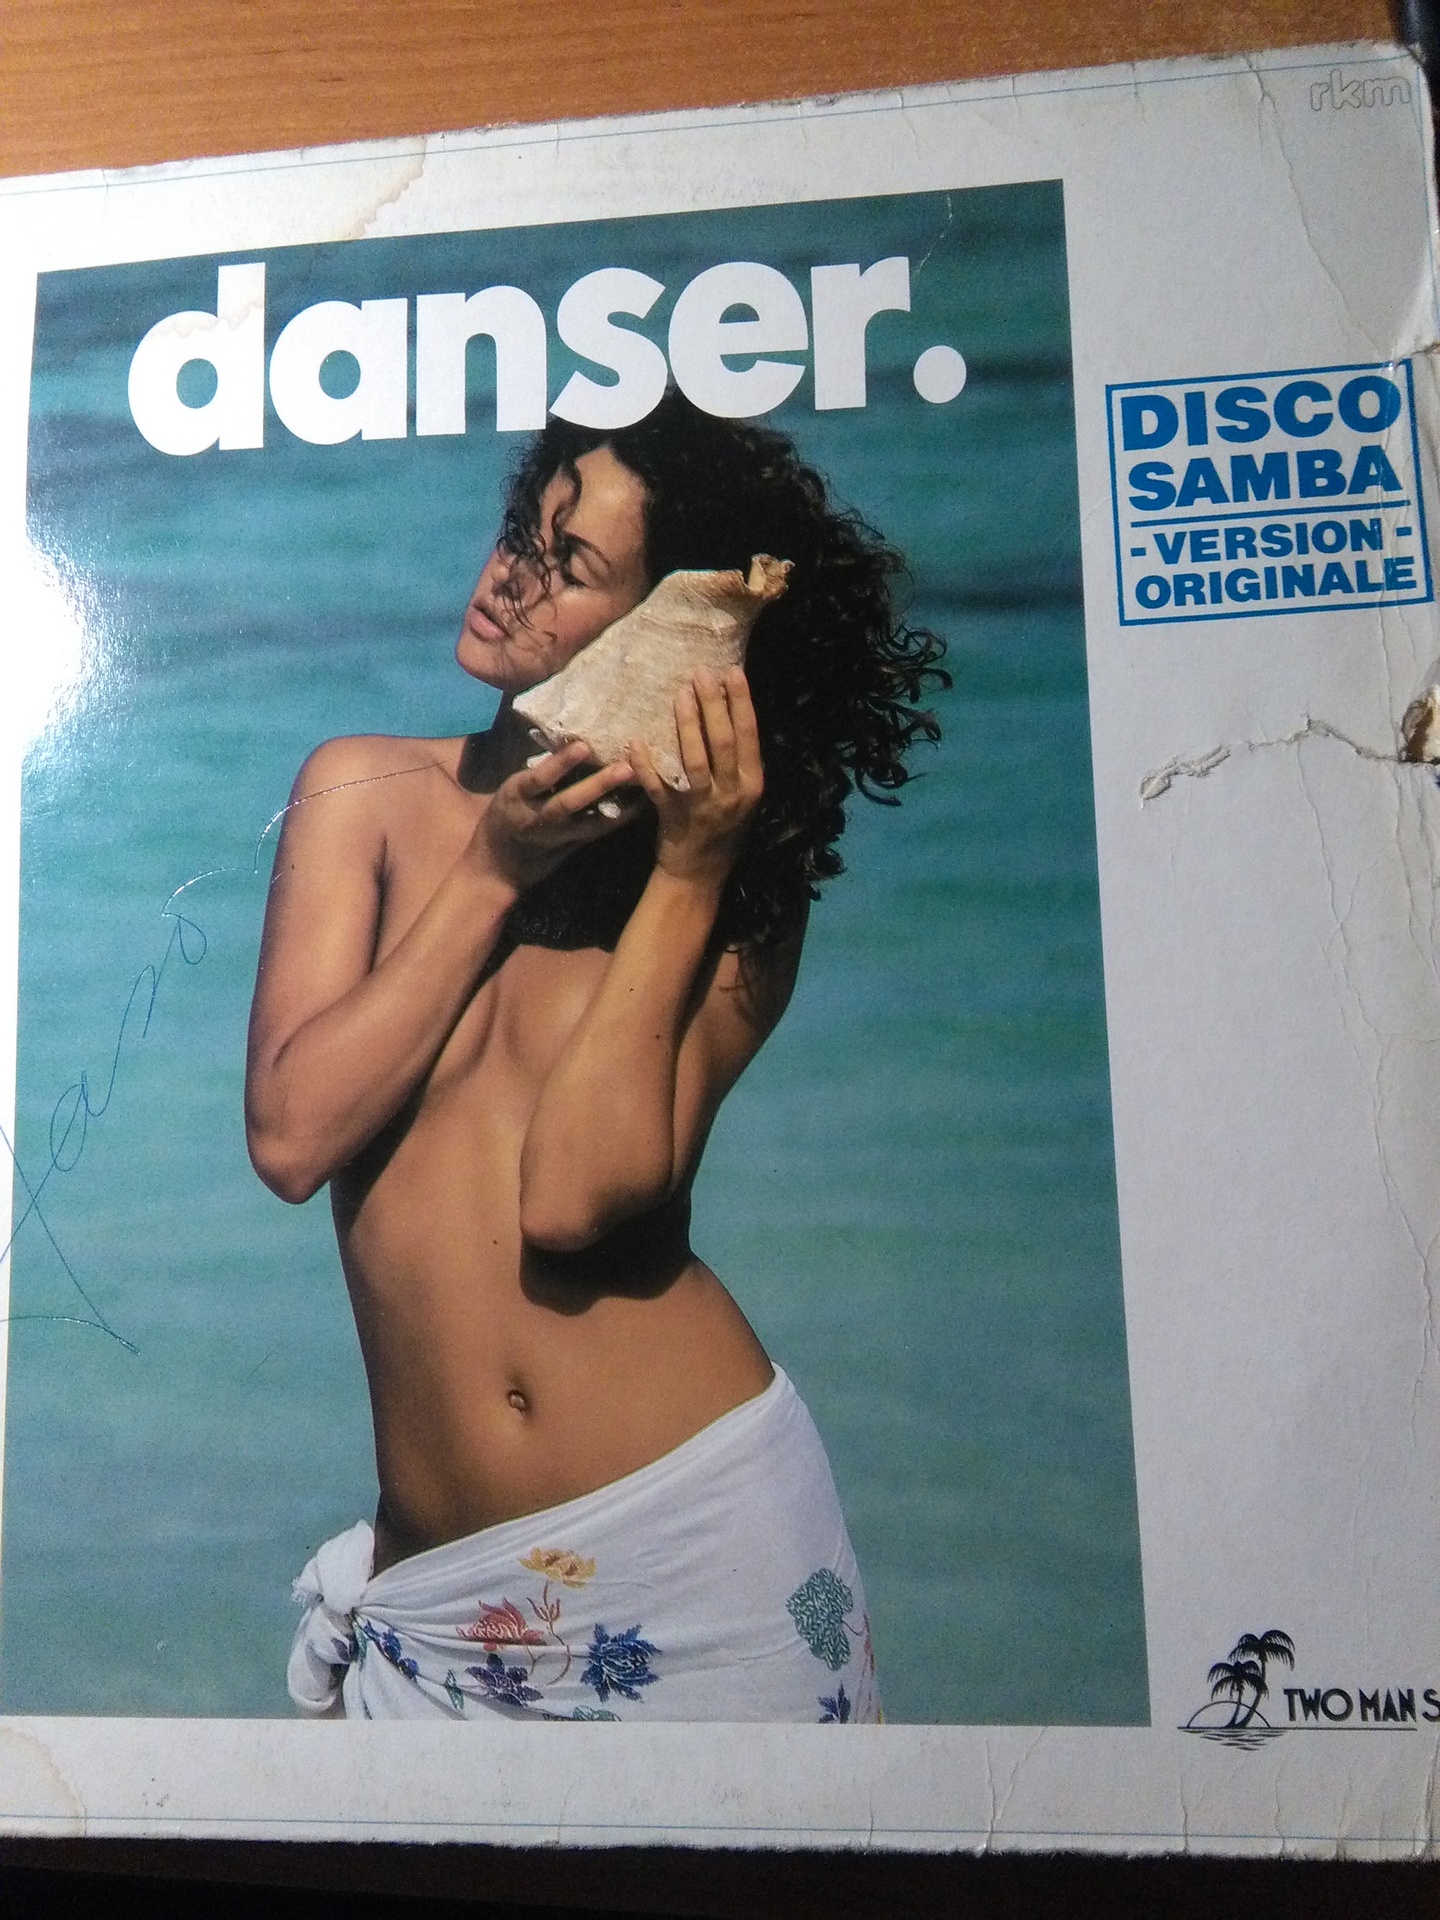 rkm
danser.
DISCO
SAMBA
-VERSION-
ORIGINALE
TWO MAN S